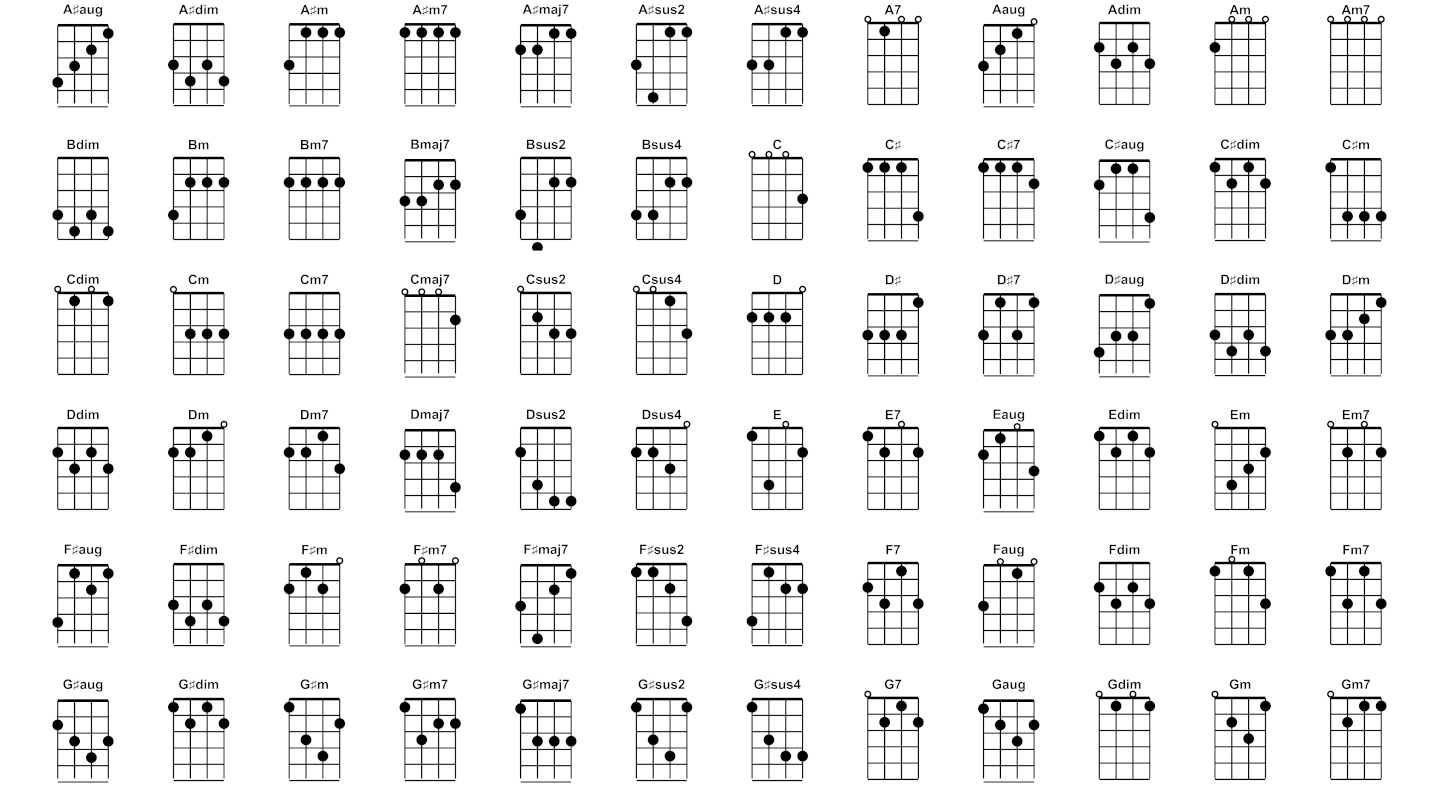 A♯aug A♯dim A♯m A♯m7 A♯maj7 A♯sus2 A♯sus4 A7 Aaug Adim Am Am7
Bdim Bm Bm7 Bmaj7 Bsus2 Bsus4 C C♯ C♯7 C♯aug C♯dim C♯m
Cdim Cm Cm7 Cmaj7 Csus2 Csus4 D D♯ D♯7 D♯aug D♯dim D♯m
Ddim Dm Dm7 Dmaj7 Dsus2 Dsus4 E E7 Eaug Edim Em Em7
F♯aug F♯dim F♯m F♯m7 F♯maj7 F♯sus2 F♯sus4 F7 Faug Fdim Fm Fm7
G♯aug G♯dim G♯m G♯m7 G♯maj7 G♯sus2 G♯sus4 G7 Gaug Gdim Gm Gm7